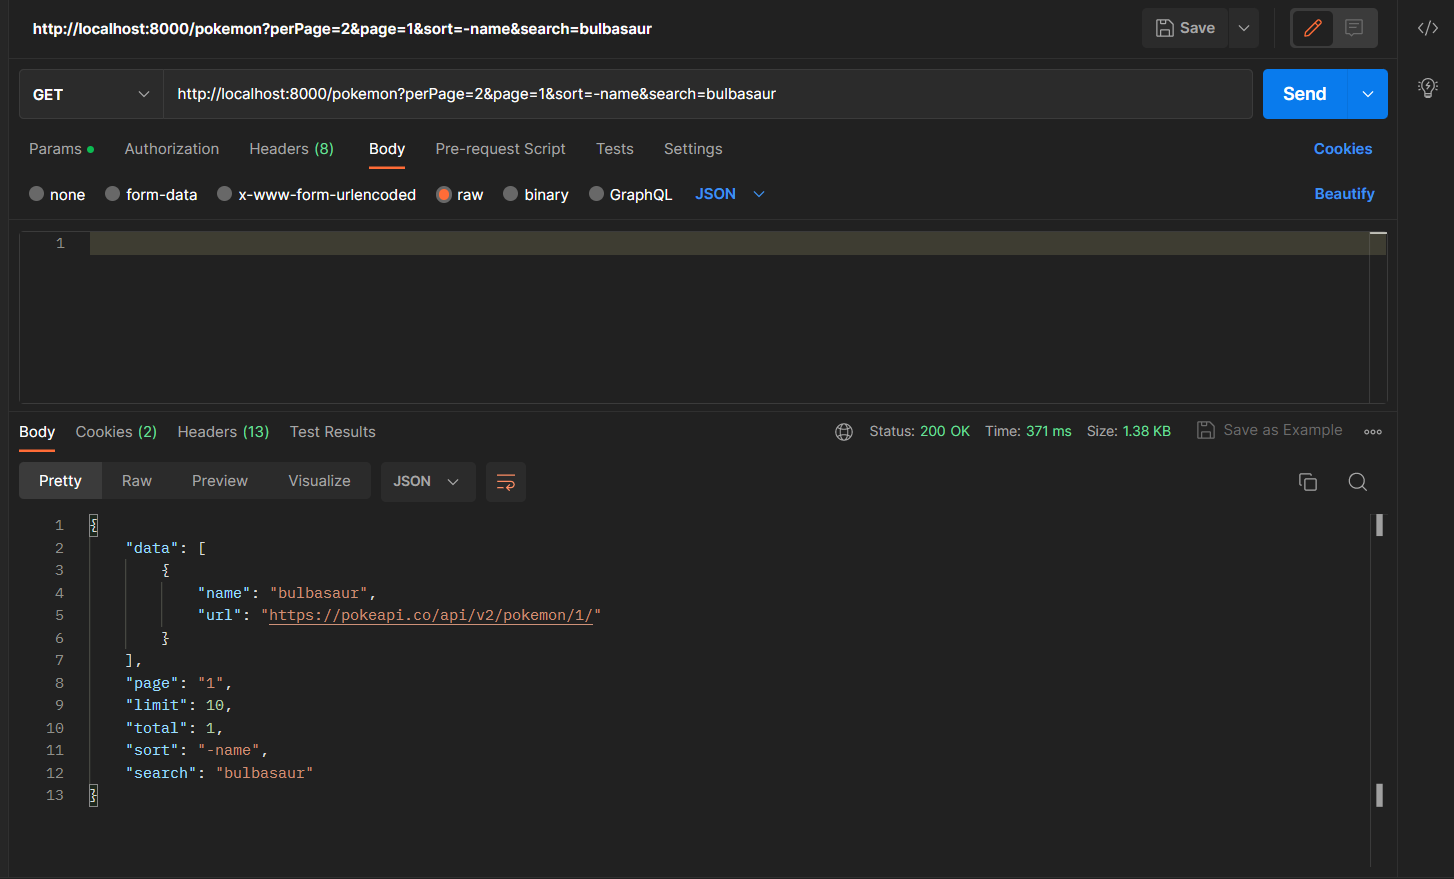 http://localhost:8000/pokemon?perPage=2&page=1&sort=-name&search=bulbasaur
Save
GET
http://localhost:8000/pokemon?perPage=2&page=1&sort=-name&search=bulbasaur
Send
Params Authorization Headers (8) Body Pre-request Script Tests Settings Cookies
none form-data x-www-form-urlencoded raw binary GraphQL JSON Beautify
1
Body Cookies (2) Headers (13) Test Results Status: 200 OK Time: 371 ms Size: 1.38 KB Save as Example
Pretty Raw Preview Visualize JSON
1 {
2 "data": [
3 {
4 "name": "bulbasaur",
5 "url": "https://pokeapi.co/api/v2/pokemon/1/"
6 }
7 ],
8 "page": "1",
9 "limit": 10,
10 "total": 1,
11 "sort": "-name",
12 "search": "bulbasaur"
13 }